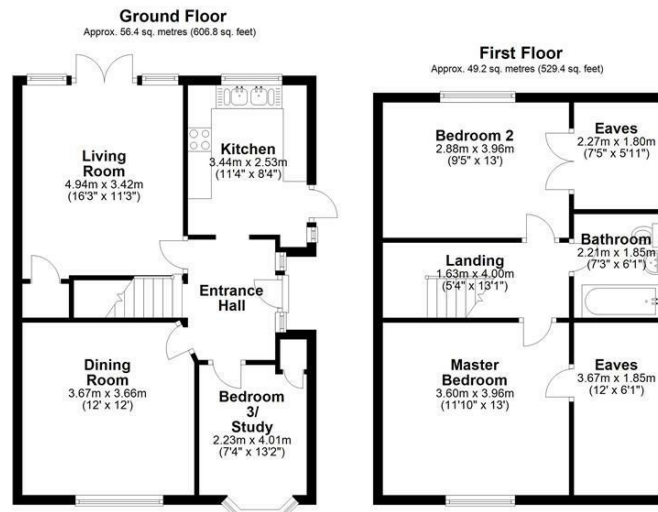 Ground Floor
Approx. 56.4 sq. metres (606.8 sq. feet)
Living
Room
4.94m x 3.42m
(16'3" x 11'3")
Kitchen
3.44m x 2.53m
(11'4" x 8'4")
Entrance
Hall
Dining
Room
3.67m x 3.66m
(12' x 12')
Bedroom
3/
Study
2.23m x 4.01m
(7'4" x 13'2")
First Floor
Approx. 49.2 sq. metres (529.4 sq. feet)
Bedroom 2
2.88m x 3.96m
(9'5" x 13')
Eaves
2.27m x 1.80m
(7'5" x 5'11")
Landing
1.63m x 4.00m
(5'4" x 13'1")
Bathroom
2.21m x 1.85m
(7'3" x 6'1")
Master
Bedroom
3.60m x 3.96m
(11'10" x 13')
Eaves
3.67m x 1.85m
(12' x 6'1")